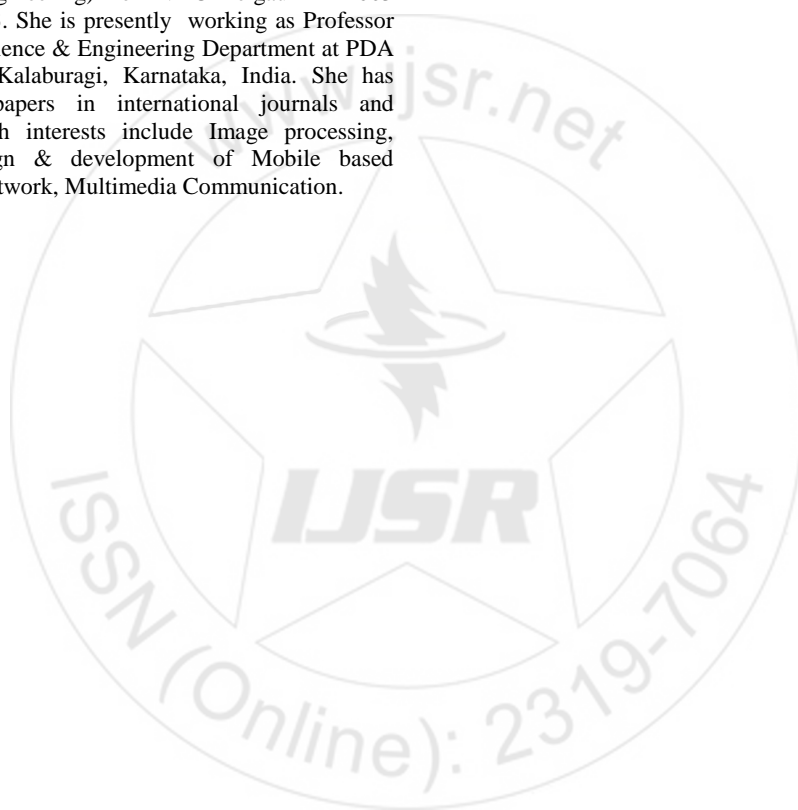 . She is presently working as Professor
ience & Engineering Department at PDA
Kalaburagi, Karnataka, India. She has
papers in international journals and
h interests include Image processing,
gn & development of Mobile based
twork, Multimedia Communication.
www.ijsr.net
IJSR
ISSN (Online): 2319-7064